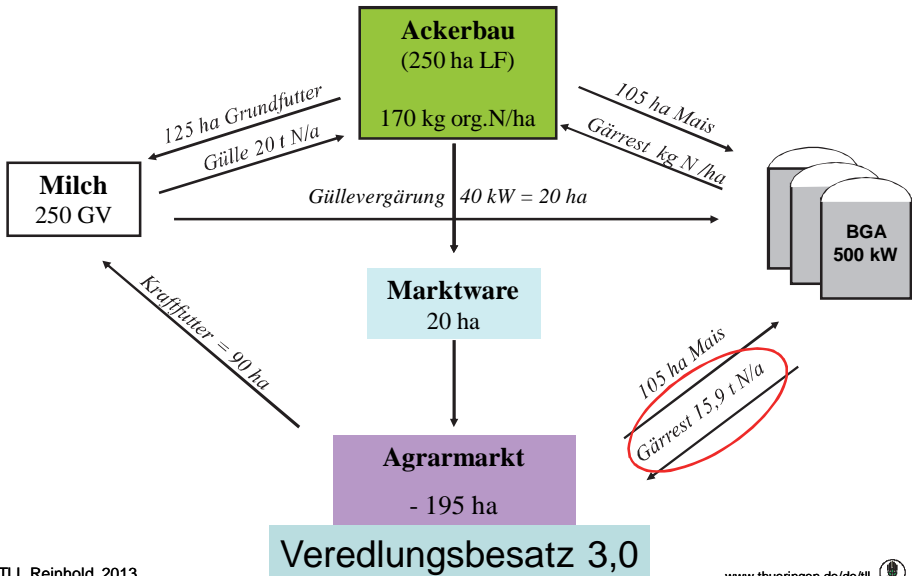 Ackerbau
(250 ha LF)
170 kg org.N/ha
125 ha Grundfutter
Gülle 20 t N/a
105 ha Mais
Gärrest kg N /ha
Milch
250 GV
Güllevergärung 40 kW = 20 ha
BGA
500 kW
Marktware
20 ha
Kraftfutter = 90 ha
105 ha Mais
Gärrest 15,9 t N/a
Agrarmarkt
- 195 ha
Veredlungsbesatz 3,0
Reinhold, 2013